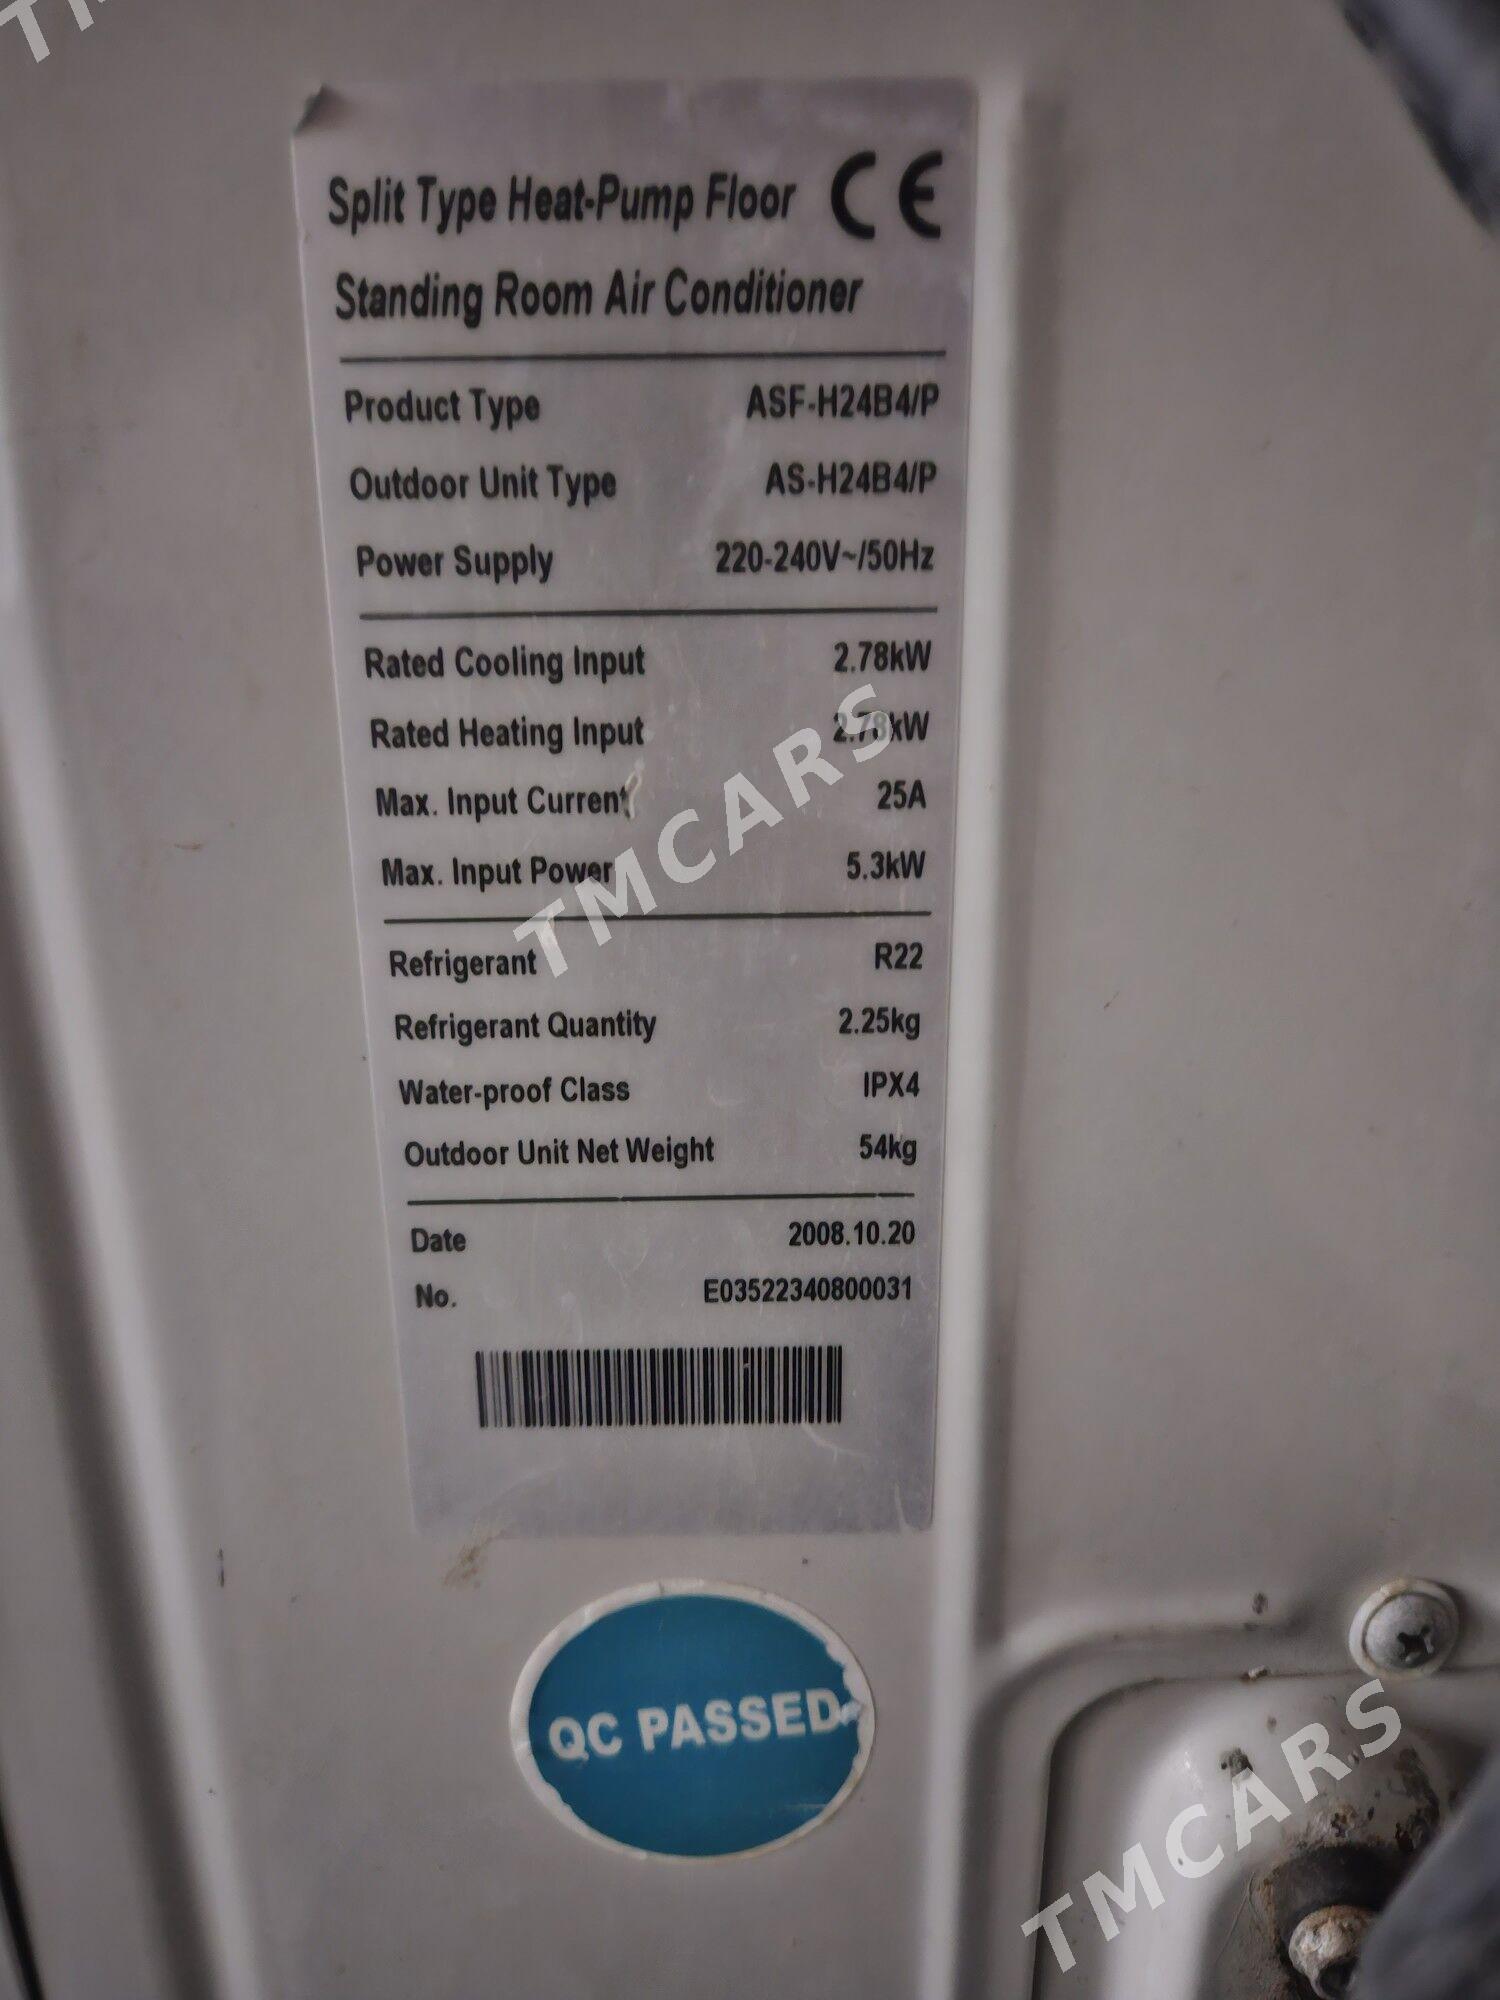 Split Type Heat-Pump Floor CE
Standing Room Air Conditioner
Product Type ASF-H24B4/P
Outdoor Unit Type AS-H24B4/P
Power Supply 220-240V~/50Hz
Rated Cooling Input 2.78kW
Rated Heating Input 2.78kW
Max. Input Current 25A
Max. Input Power 5.3kW
TMCARS
Refrigerant R22
Refrigerant Quantity 2.25kg
Water-proof Class IPX4
Outdoor Unit Net Weight 54kg
Date 2008.10.20
No. E03522340800031
QC PASSED
TMCARS